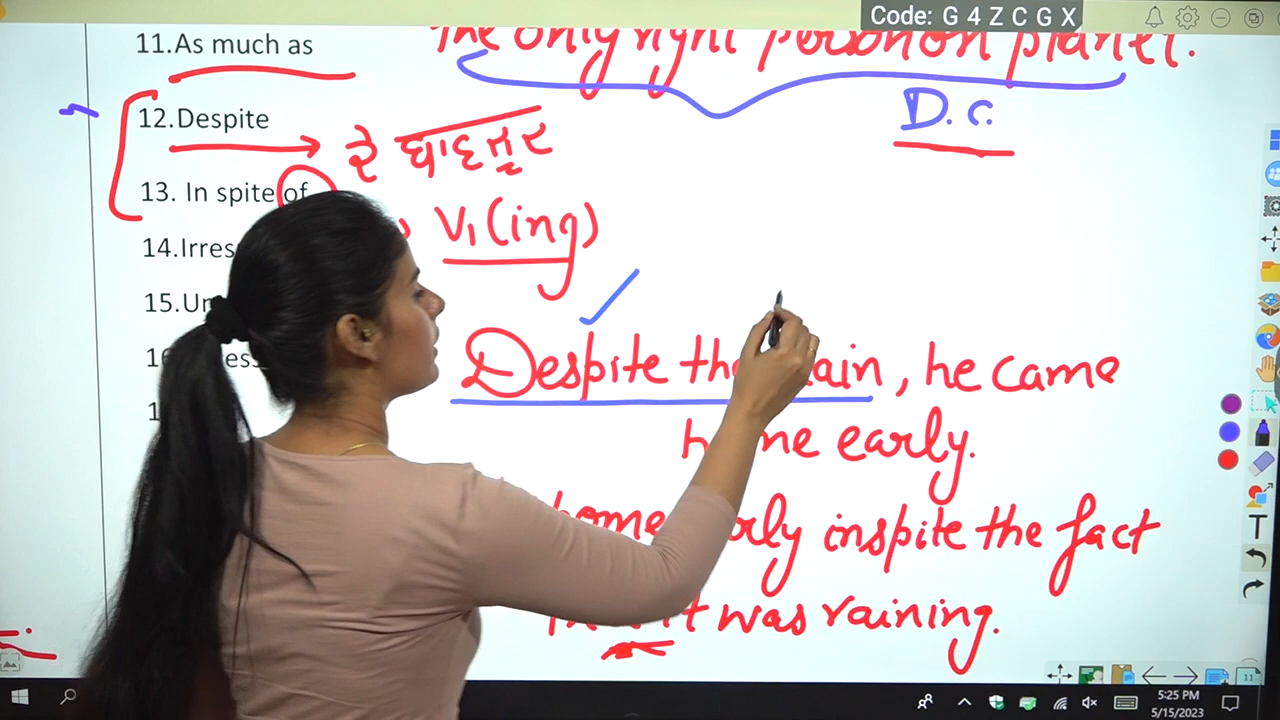 Code: G 4 Z C G X
the only right person on planet.
11.As much as
D.C.
12.Despite
ਦੇ ਬਾਵਜੂਦ
13. In spite of
V₁(ing)
14.Irres
15.Un
Despite the rain, he came
home early.
home early inspite the fact
it was raining.
5:25 PM
5/15/2023